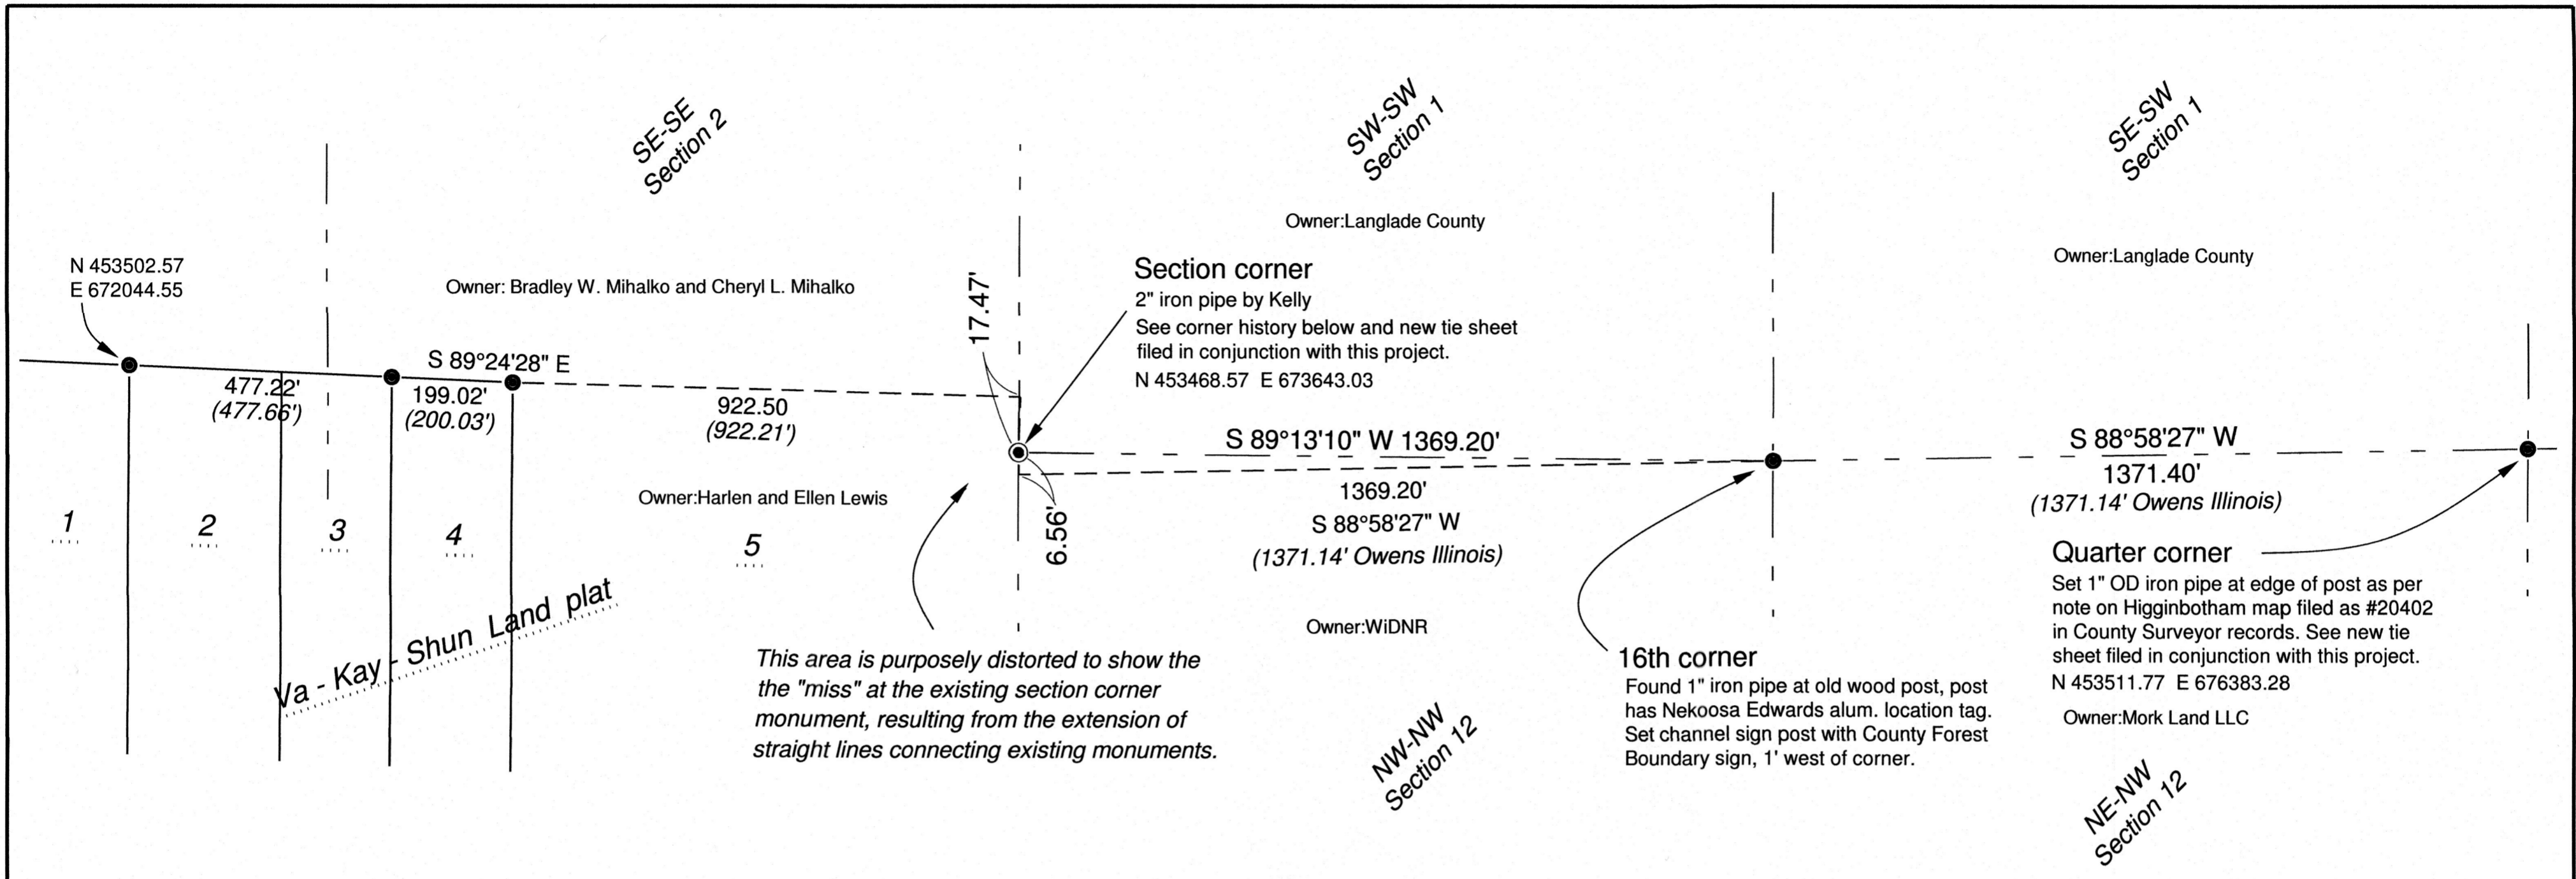 SE-SE
Section 2
SW-SW
Section 1
SE-SW
Section 1
Owner:Langlade County
Owner:Langlade County
N 453502.57
E 672044.55
Owner: Bradley W. Mihalko and Cheryl L. Mihalko
17.47'
Section corner
2" iron pipe by Kelly
See corner history below and new tie sheet
filed in conjunction with this project.
N 453468.57 E 673643.03
S 89°24'28" E
477.22'
(477.66')
199.02'
(200.03')
922.50
(922.21')
S 89°13'10" W 1369.20'
1369.20'
S 88°58'27" W
(1371.14' Owens Illinois)
S 88°58'27" W
1371.40'
(1371.14' Owens Illinois)
Owner:Harlen and Ellen Lewis
6.56'
1
2
3
4
5
Va - Kay - Shun Land plat
Owner:WiDNR
This area is purposely distorted to show the
the "miss" at the existing section corner
monument, resulting from the extension of
straight lines connecting existing monuments.
NW-NW
Section 12
16th corner
Found 1" iron pipe at old wood post, post
has Nekoosa Edwards alum. location tag.
Set channel sign post with County Forest
Boundary sign, 1' west of corner.
Quarter corner
Set 1" OD iron pipe at edge of post as per
note on Higginbotham map filed as #20402
in County Surveyor records. See new tie
sheet filed in conjunction with this project.
N 453511.77 E 676383.28
Owner:Mork Land LLC
NE-NW
Section 12